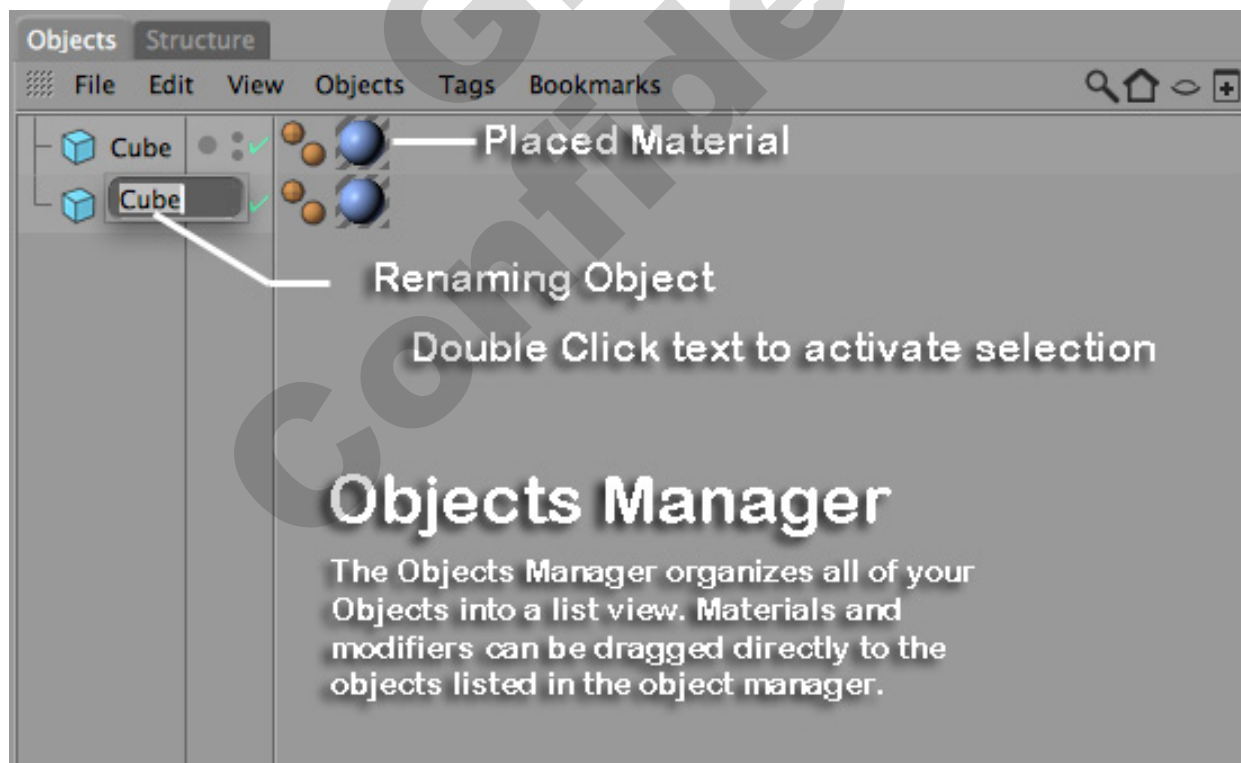 Objects Structure
File Edit View Objects Tags Bookmarks
Cube
Placed Material
Cube
Renaming Object
Double Click text to activate selection
Objects Manager
The Objects Manager organizes all of your
Objects into a list view. Materials and
modifiers can be dragged directly to the
objects listed in the object manager.
Confide